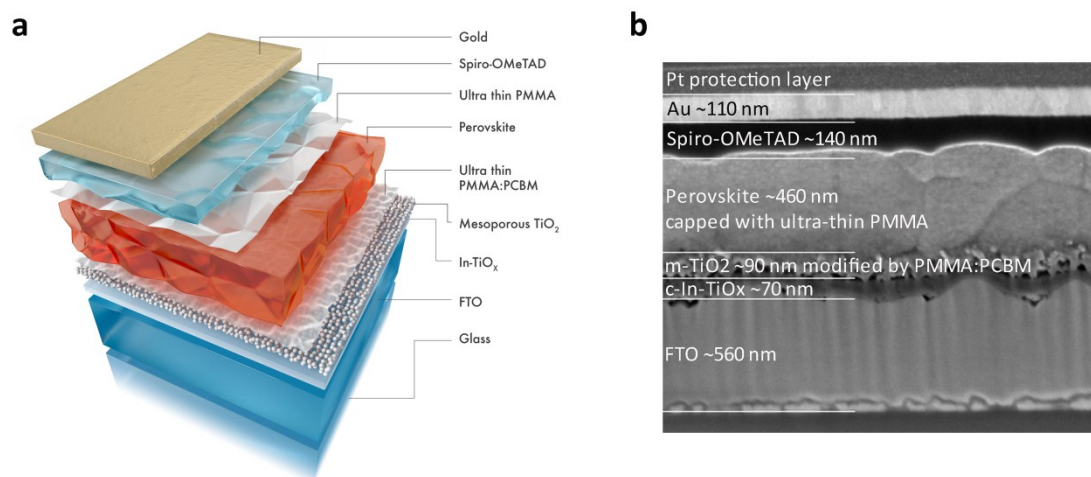 a
Gold
Spiro-OMeTAD
Ultra thin PMMA
Perovskite
Ultra thin
PMMA:PCBM
Mesoporous TiO₂
In-TiOₓ
FTO
Glass
b
Pt protection layer
Au ~110 nm
Spiro-OMeTAD ~140 nm
Perovskite ~460 nm
capped with ultra-thin PMMA
m-TiO2 ~90 nm modified by PMMA:PCBM
c-In-TiOx ~70 nm
FTO ~560 nm